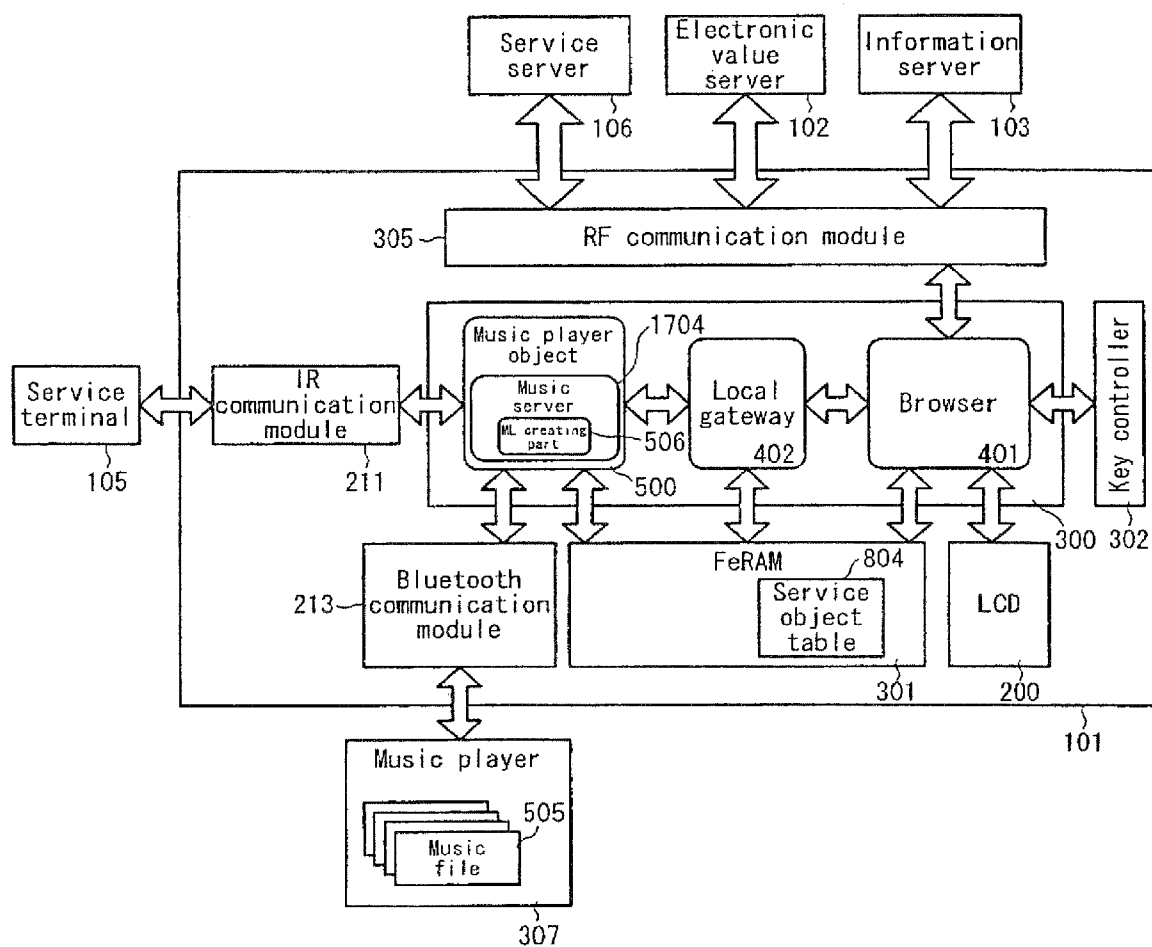 Service
server
106
Electronic
value
server
102
Information
server
103
305
RF communication module
Music player
object
1704
Music
server
ML creating
part
506
500
Local
gateway
402
Browser
401
300
Key controller
302
Service
terminal
105
IR
communication
module
211
213
Bluetooth
communication
module
FeRAM
804
Service
object
table
301
LCD
200
101
Music player
505
Music
file
307